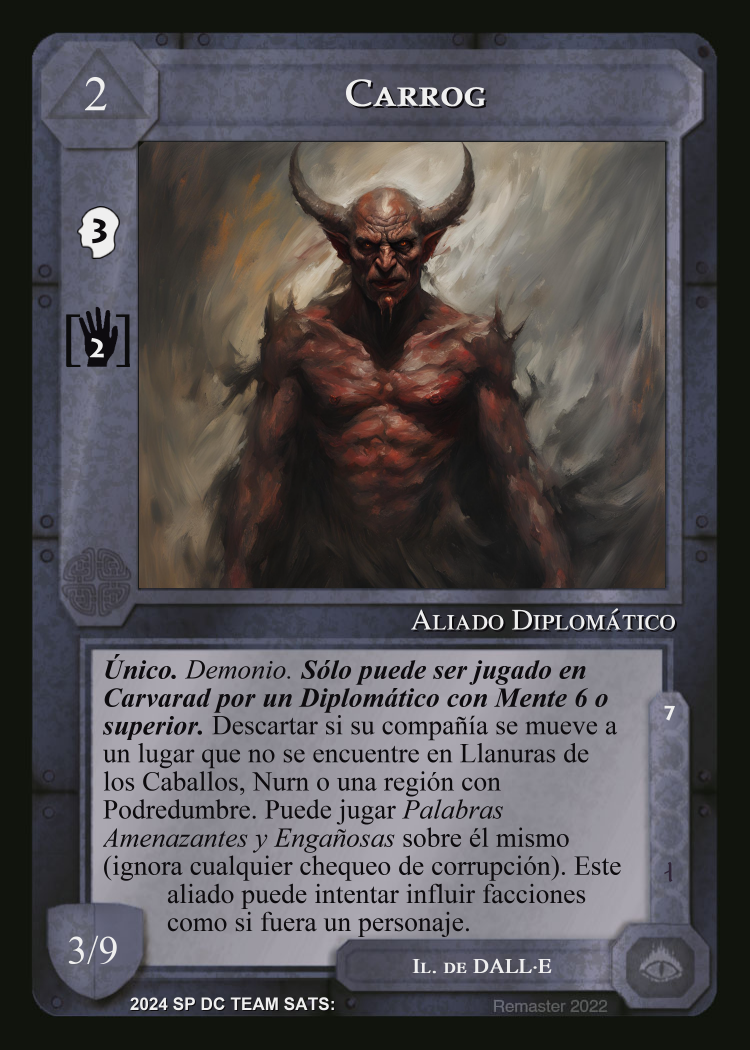 2
Carrog
3
[2]
Aliado Diplomático
Único. Demonio. Sólo puede ser jugado en
Carvarad por un Diplomático con Mente 6 o
superior. Descartar si su compañía se mueve a
un lugar que no se encuentre en Llanuras de
los Caballos, Nurn o una región con
Podredumbre. Puede jugar Palabras
Amenazantes y Engañosas sobre él mismo
(ignora cualquier chequeo de corrupción). Este
aliado puede intentar influir facciones
como si fuera un personaje.
7
3/9
Il. de DALL·E
2024 SP DC TEAM SATS:
Remaster 2022